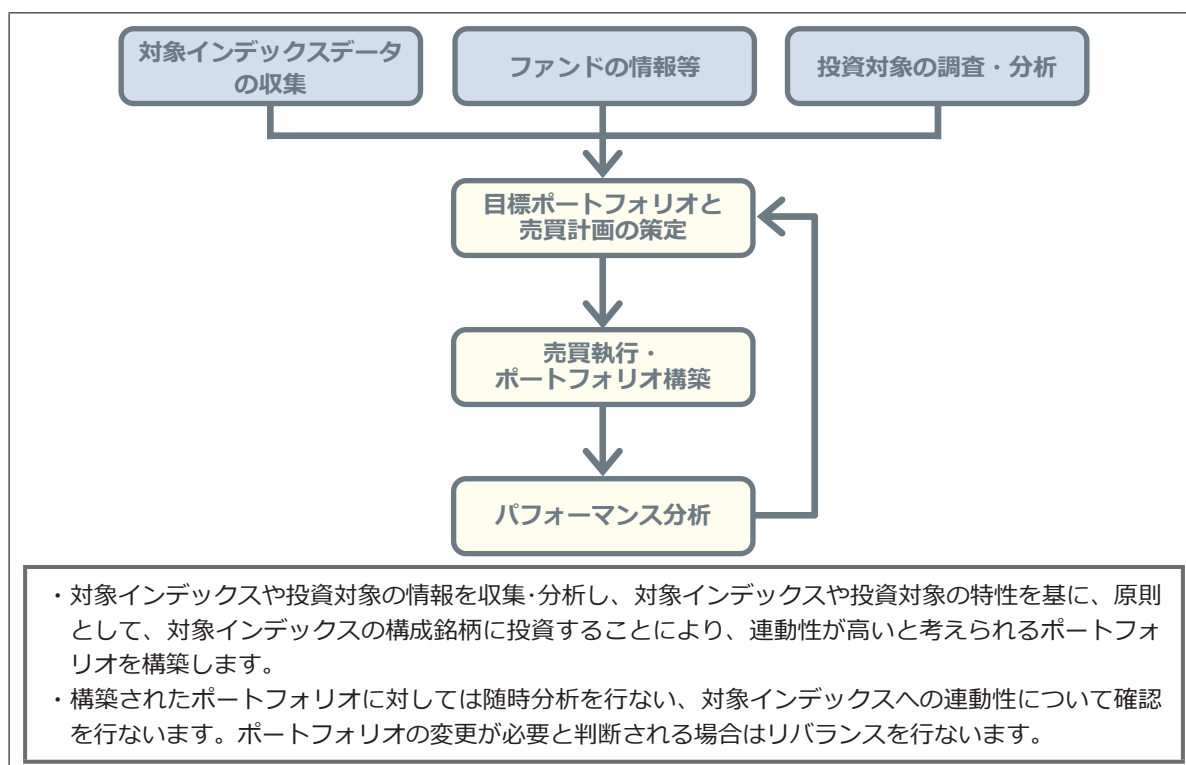 対象インデックスデータ
の収集
ファンドの情報等
投資対象の調査・分析
目標ポートフォリオと
売買計画の策定
売買執行・
ポートフォリオ構築
パフォーマンス分析
・対象インデックスや投資対象の情報を収集･分析し、対象インデックスや投資対象の特性を基に、原則
として、対象インデックスの構成銘柄に投資することにより、連動性が高いと考えられるポートフォ
リオを構築します。
・構築されたポートフォリオに対しては随時分析を行ない、対象インデックスへの連動性について確認
を行ないます。ポートフォリオの変更が必要と判断される場合はリバランスを行ないます。